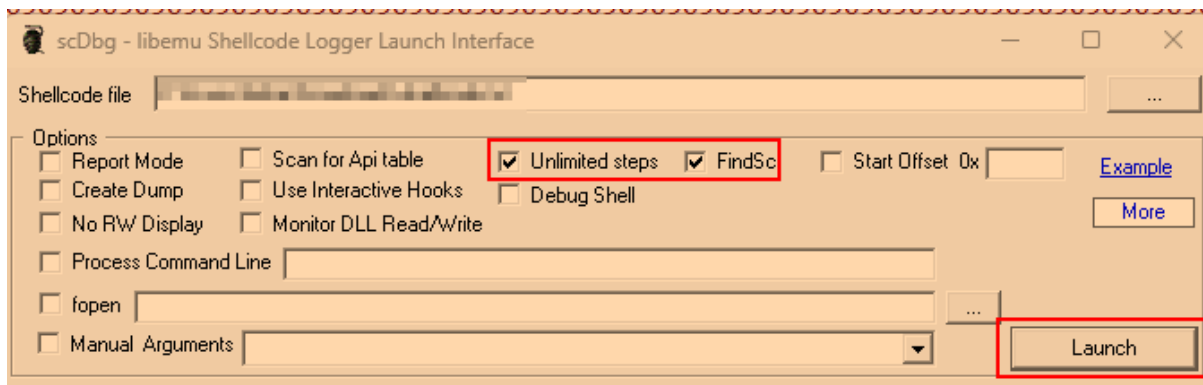 scDbg - libemu Shellcode Logger Launch Interface
Shellcode file ...
Options
Report Mode Scan for Api table Unlimited steps FindSc Start Offset 0x Example
Create Dump Use Interactive Hooks Debug Shell
No RW Display Monitor DLL Read/Write More
Process Command Line
fopen ...
Manual Arguments Launch